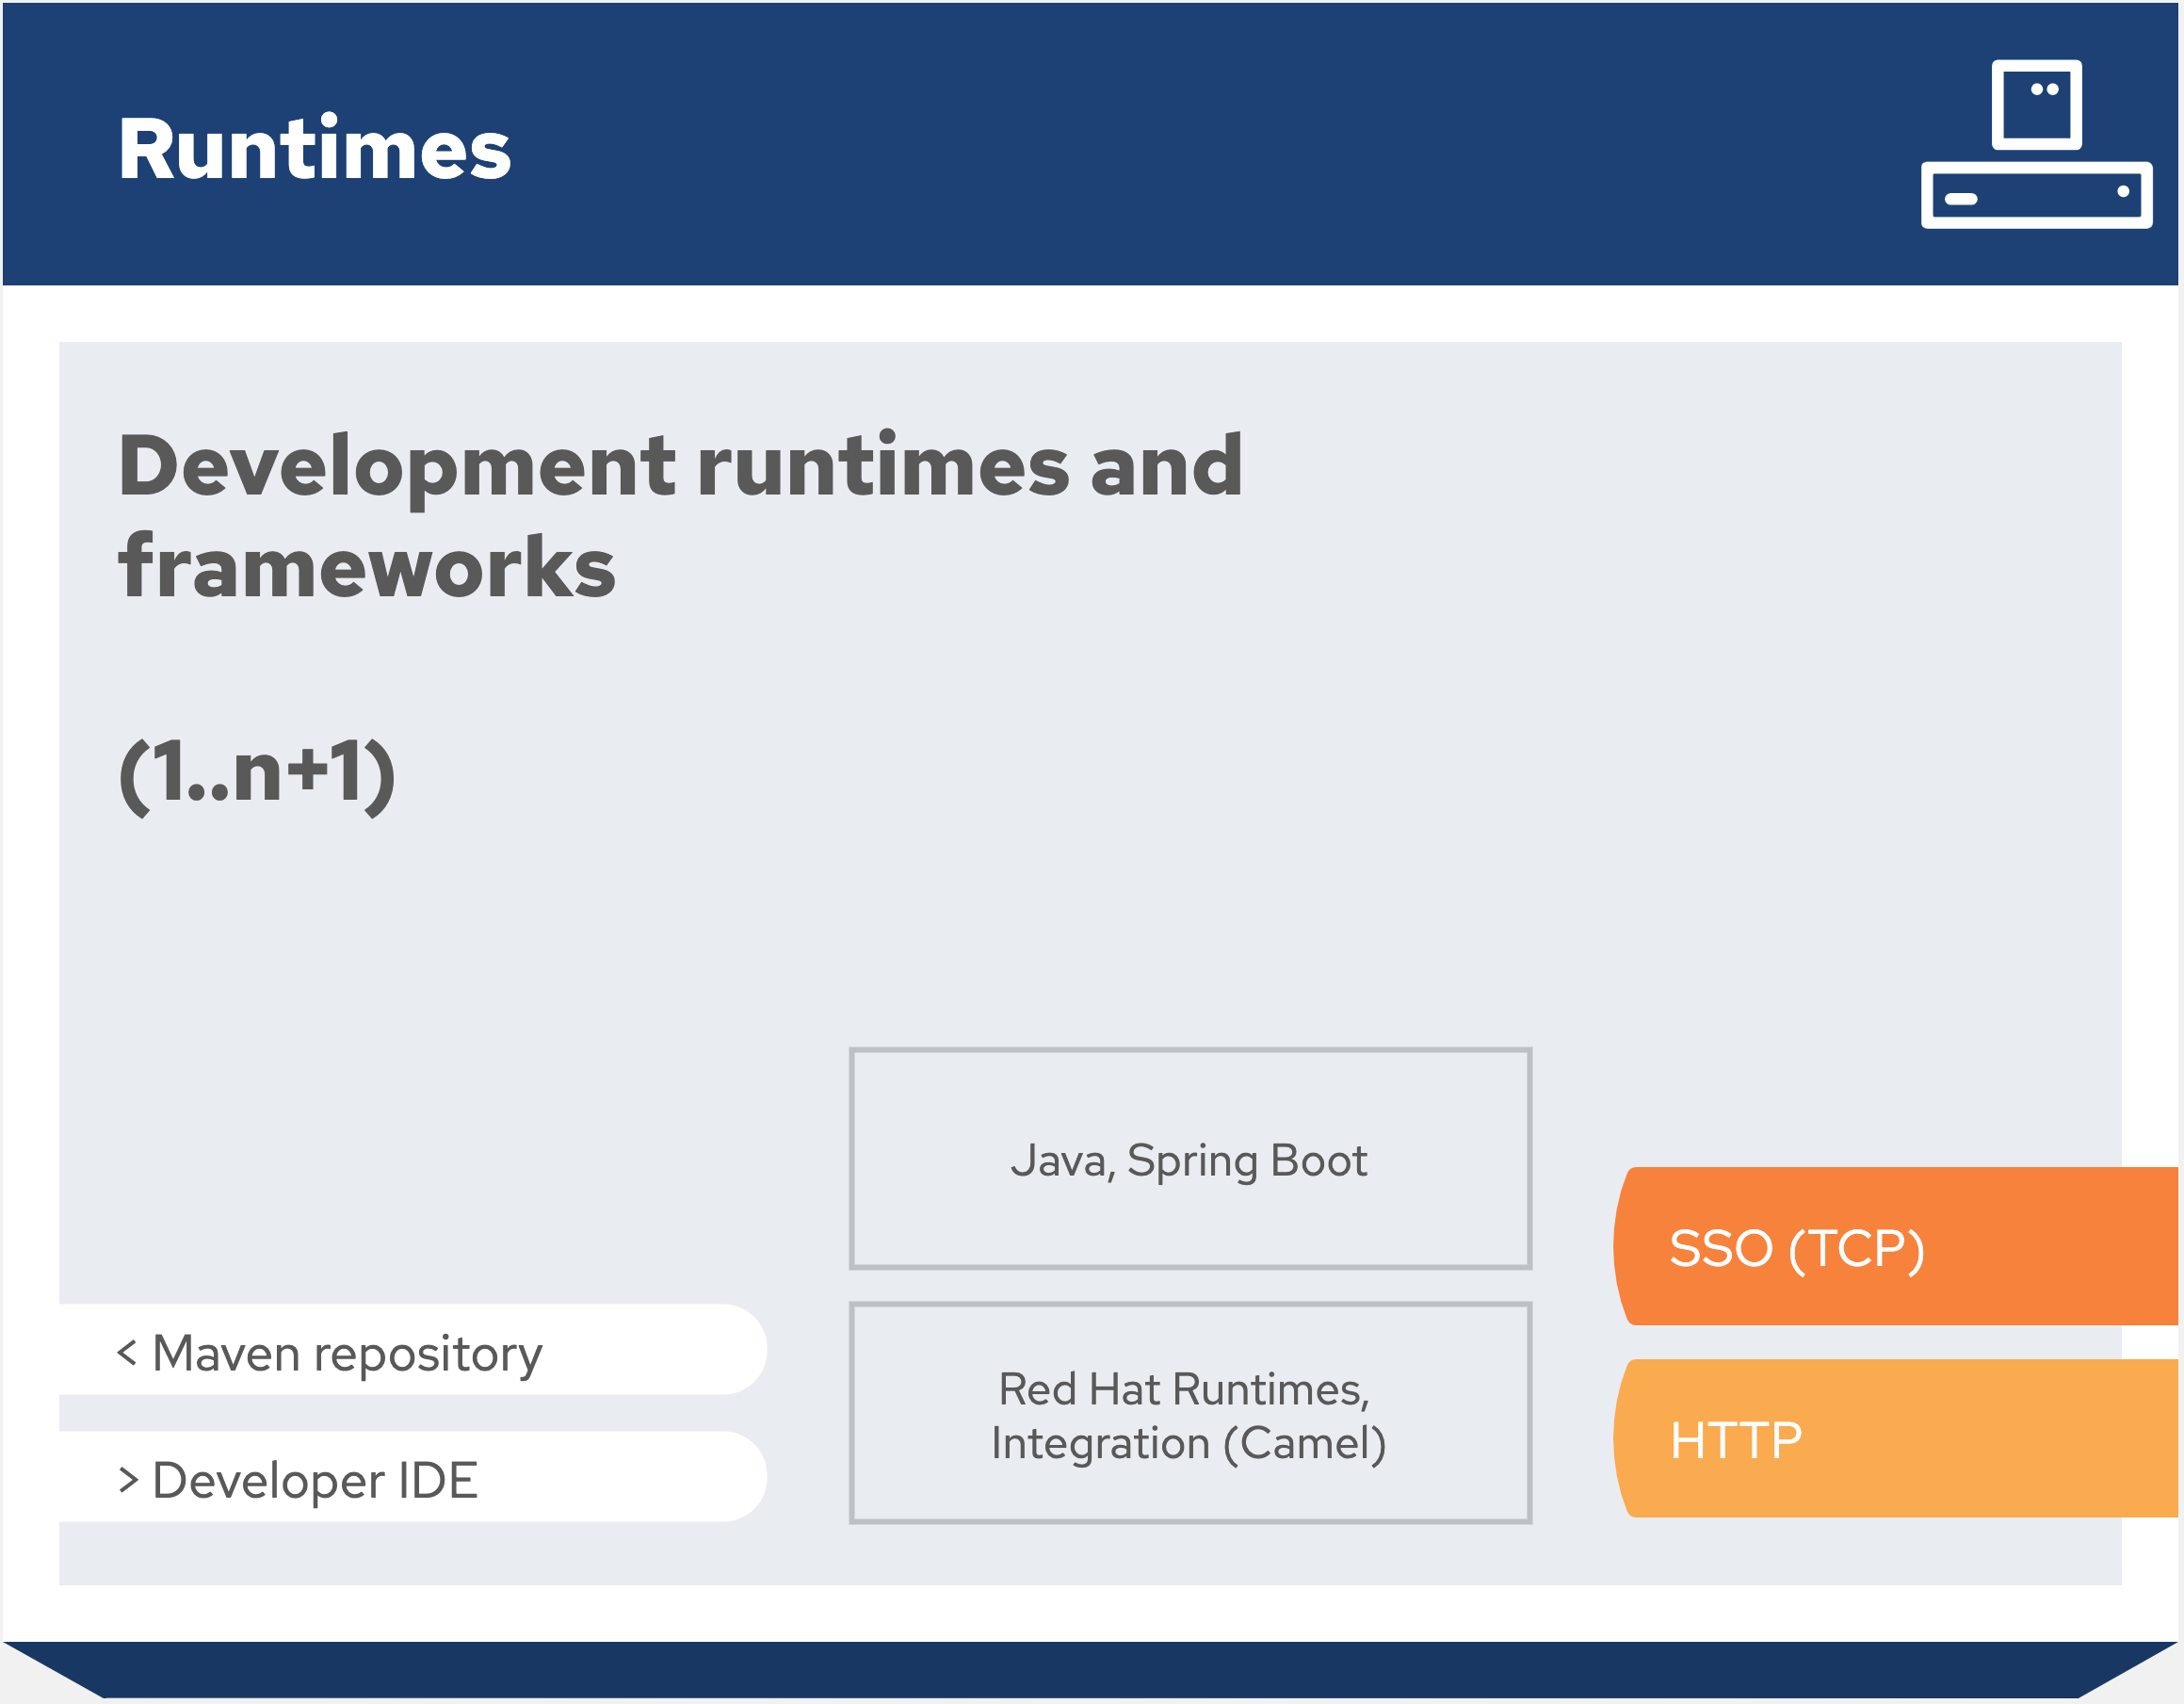 Runtimes
Development runtimes and
frameworks
(1..n+1)
Java, Spring Boot
SSO (TCP)
< Maven repository
Red Hat Runtimes,
Integration (Camel)
HTTP
> Developer IDE